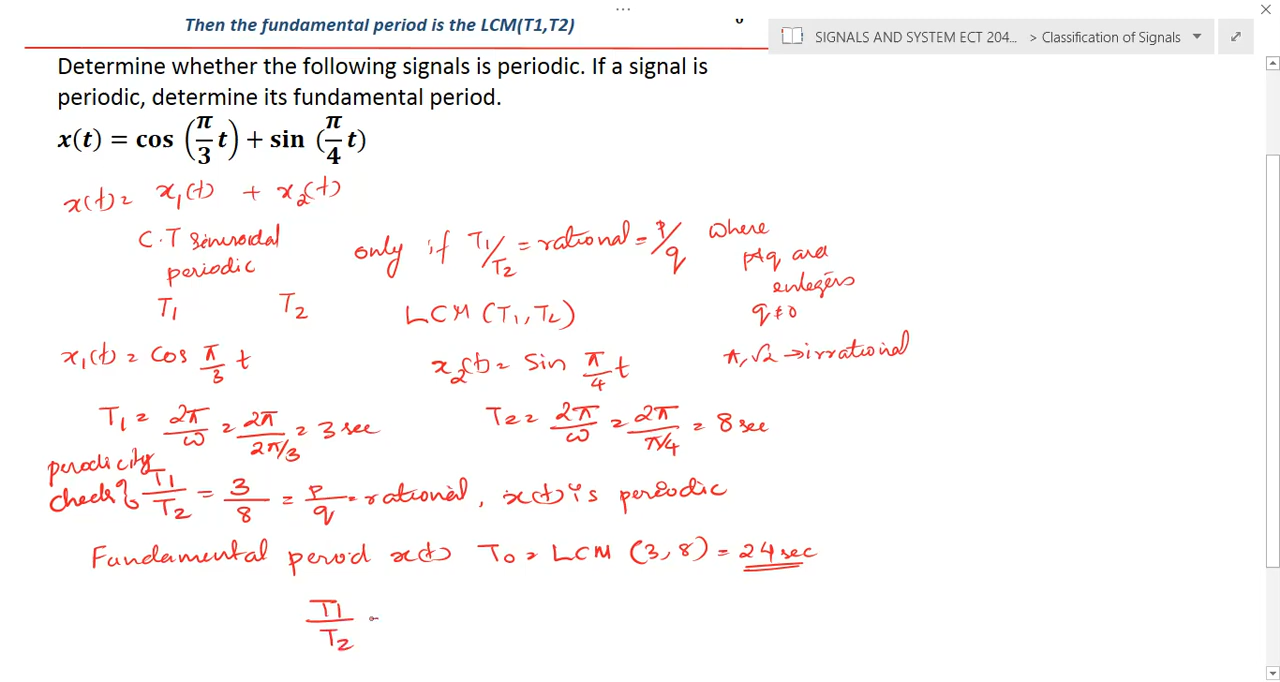 Then the fundamental period is the LCM(T1,T2)
SIGNALS AND SYSTEM ECT 204... > Classification of Signals
Determine whether the following signals is periodic. If a signal is
periodic, determine its fundamental period.
x(t) = cos (π/3 t) + sin (π/4 t)
x(t) = x₁(t) + x₂(t)
C.T Sinusoidal
periodic
only if T₁/T₂ = rational = P/q where
p & q are
integers
q ≠ 0
T₁ T₂ LCM (T₁, T₂)
x₁(t) = cos π/3 t x₂(t) = sin π/4 t π, √2 → irrational
T₁ = 2π/ω = 2π/2π/3 = 3 sec T₂ = 2π/ω = 2π/π/4 = 8 sec
periodicity
check } T₁/T₂ = 3/8 = P/q = rational, x(t) is periodic
Fundamental period x(t) T₀ = LCM (3, 8) = 24 sec
T₁/T₂